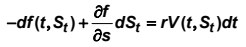 −df(t, S_t) + ∂f/∂s dS_t = rV(t, S_t)dt